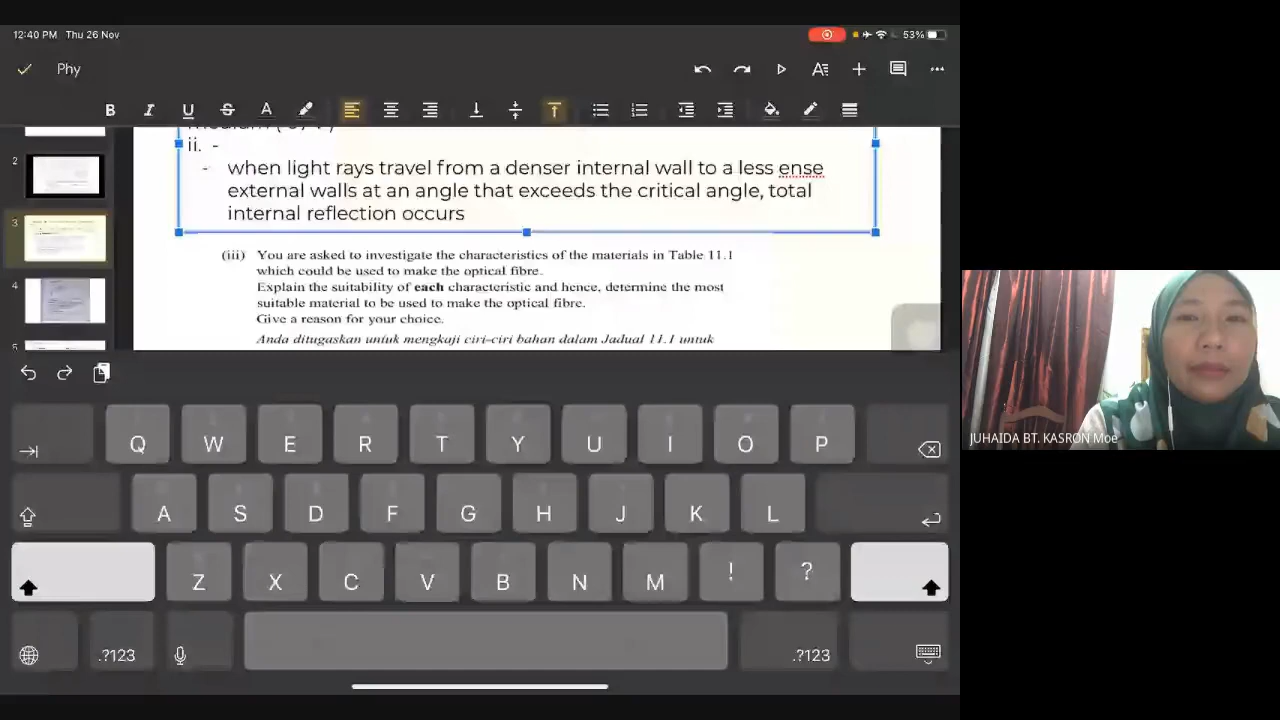 12:40 PM Thu 26 Nov
53%
Phy
B I U S A
2
3
4
5
ii. -
- when light rays travel from a denser internal wall to a less ense
external walls at an angle that exceeds the critical angle, total
internal reflection occurs
(iii) You are asked to investigate the characteristics of the materials in Table 11.1
which could be used to make the optical fibre.
Explain the suitability of each characteristic and hence, determine the most
suitable material to be used to make the optical fibre.
Give a reason for your choice.
Anda ditugaskan untuk mengkaji ciri-ciri bahan dalam Jadual 11.1 untuk
Q W E R T Y U I O P
A S D F G H J K L
Z X C V B N M ! ?
.?123 .?123
JUHAIDA BT. KASRON Moe